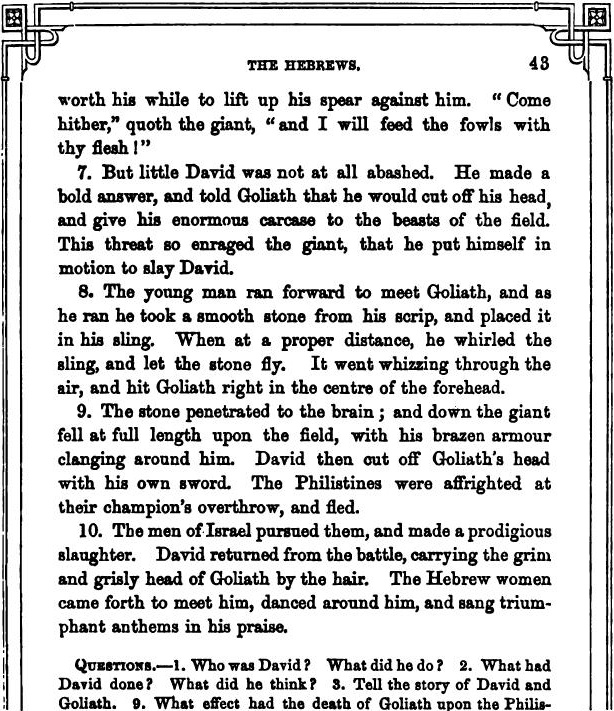 THE HEBREWS. 43
worth his while to lift up his spear against him. “Come
hither,” quoth the giant, “and I will feed the fowls with
thy flesh!”
7. But little David was not at all abashed. He made a
bold answer, and told Goliath that he would cut off his head,
and give his enormous carcase to the beasts of the field.
This threat so enraged the giant, that he put himself in
motion to slay David.
8. The young man ran forward to meet Goliath, and as
he ran he took a smooth stone from his scrip, and placed it
in his sling. When at a proper distance, he whirled the
sling, and let the stone fly. It went whizzing through the
air, and hit Goliath right in the centre of the forehead.
9. The stone penetrated to the brain; and down the giant
fell at full length upon the field, with his brazen armour
clanging around him. David then cut off Goliath's head
with his own sword. The Philistines were affrighted at
their champion's overthrow, and fled.
10. The men of Israel pursued them, and made a prodigious
slaughter. David returned from the battle, carrying the grim
and grisly head of Goliath by the hair. The Hebrew women
came forth to meet him, danced around him, and sang trium-
phant anthems in his praise.
QUESTIONS.—1. Who was David? What did he do? 2. What had
David done? What did he think? 3. Tell the story of David and
Goliath. 9. What effect had the death of Goliath upon the Philis-